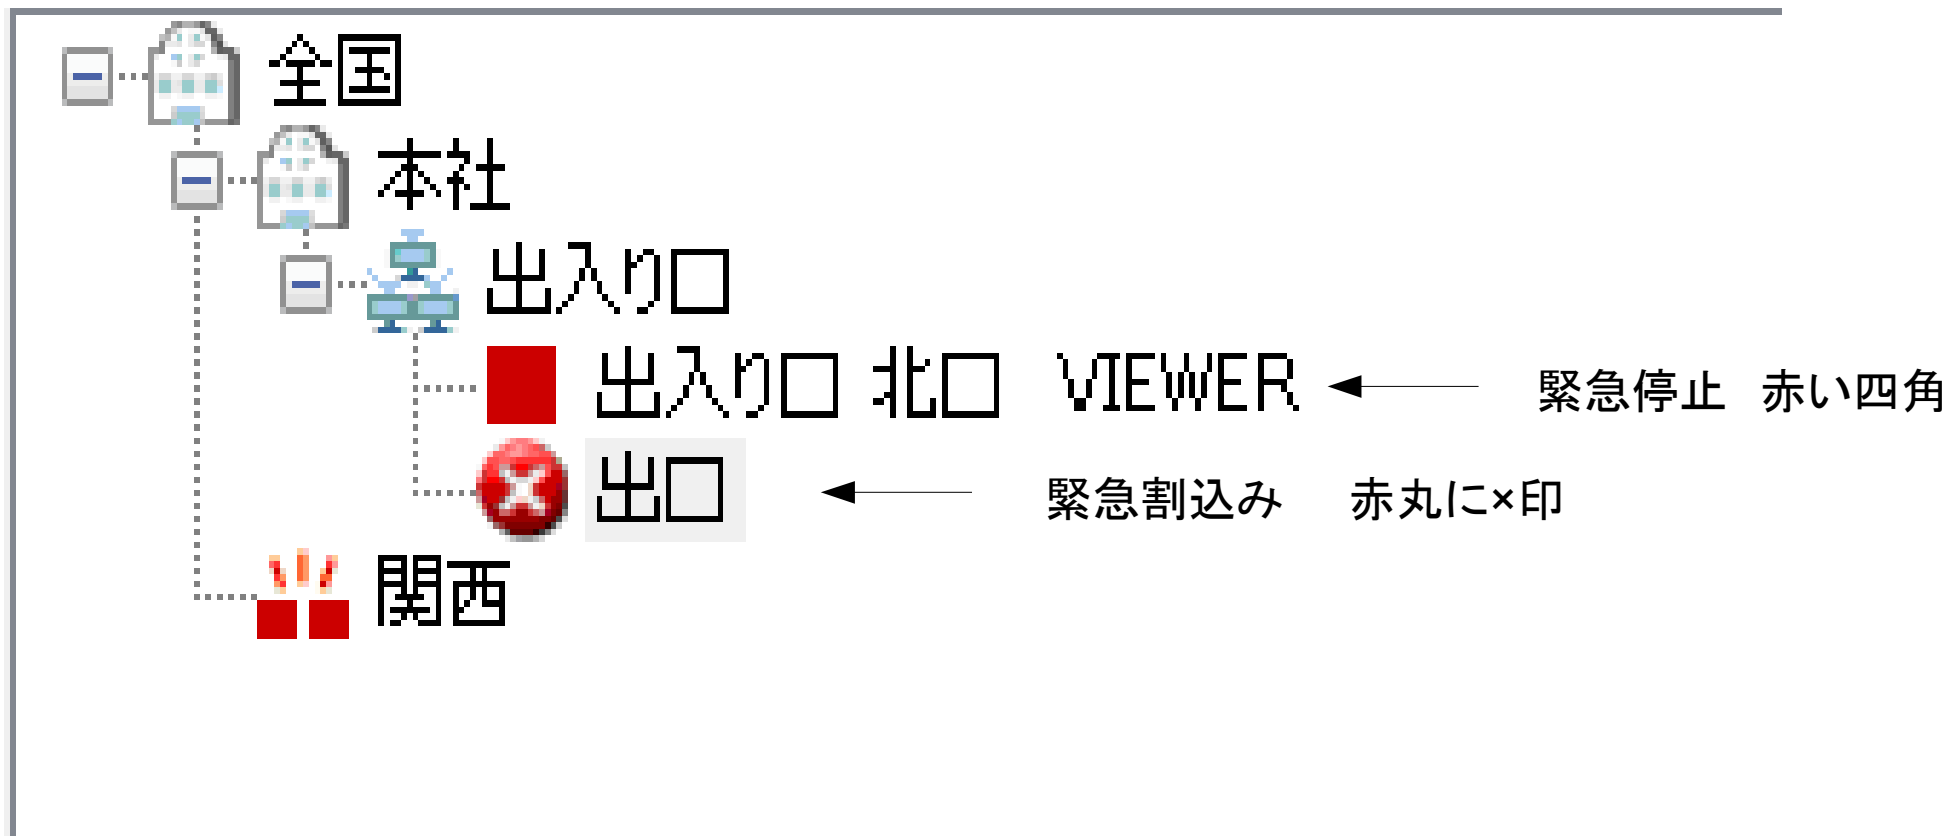 全国
本社
出入り口
出入り口 北口　VIEWER 緊急停止　赤い四角
出口 緊急割込み　赤丸に×印
関西